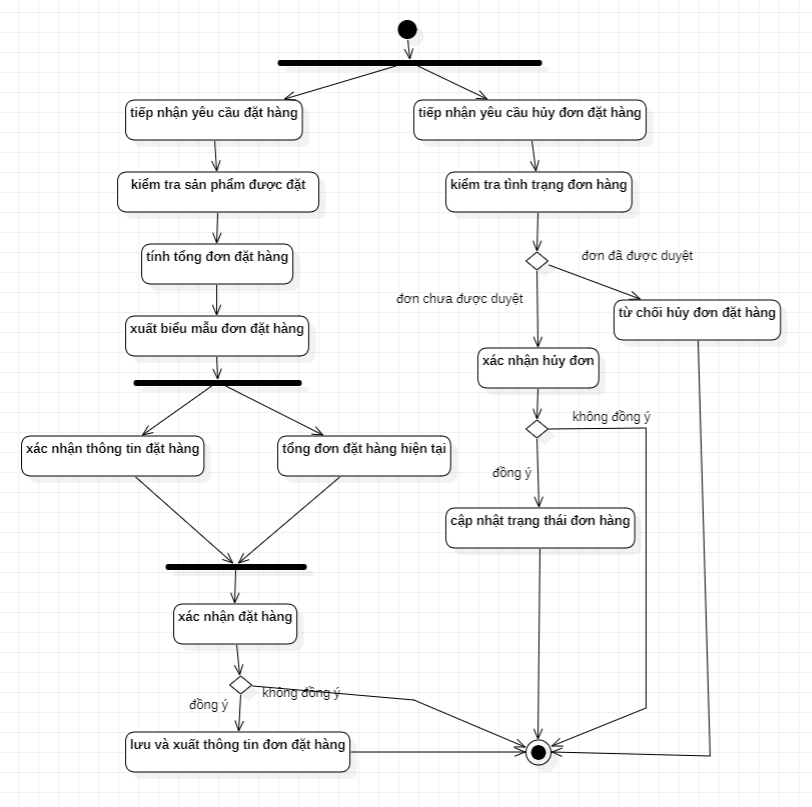 tiếp nhận yêu cầu đặt hàng
tiếp nhận yêu cầu hủy đơn đặt hàng
kiểm tra sản phẩm được đặt
kiểm tra tình trạng đơn hàng
tính tổng đơn đặt hàng
đơn đã được duyệt
đơn chưa được duyệt
từ chối hủy đơn đặt hàng
xuất biểu mẫu đơn đặt hàng
xác nhận hủy đơn
không đồng ý
xác nhận thông tin đặt hàng
tổng đơn đặt hàng hiện tại
đồng ý
cập nhật trạng thái đơn hàng
xác nhận đặt hàng
không đồng ý
đồng ý
lưu và xuất thông tin đơn đặt hàng